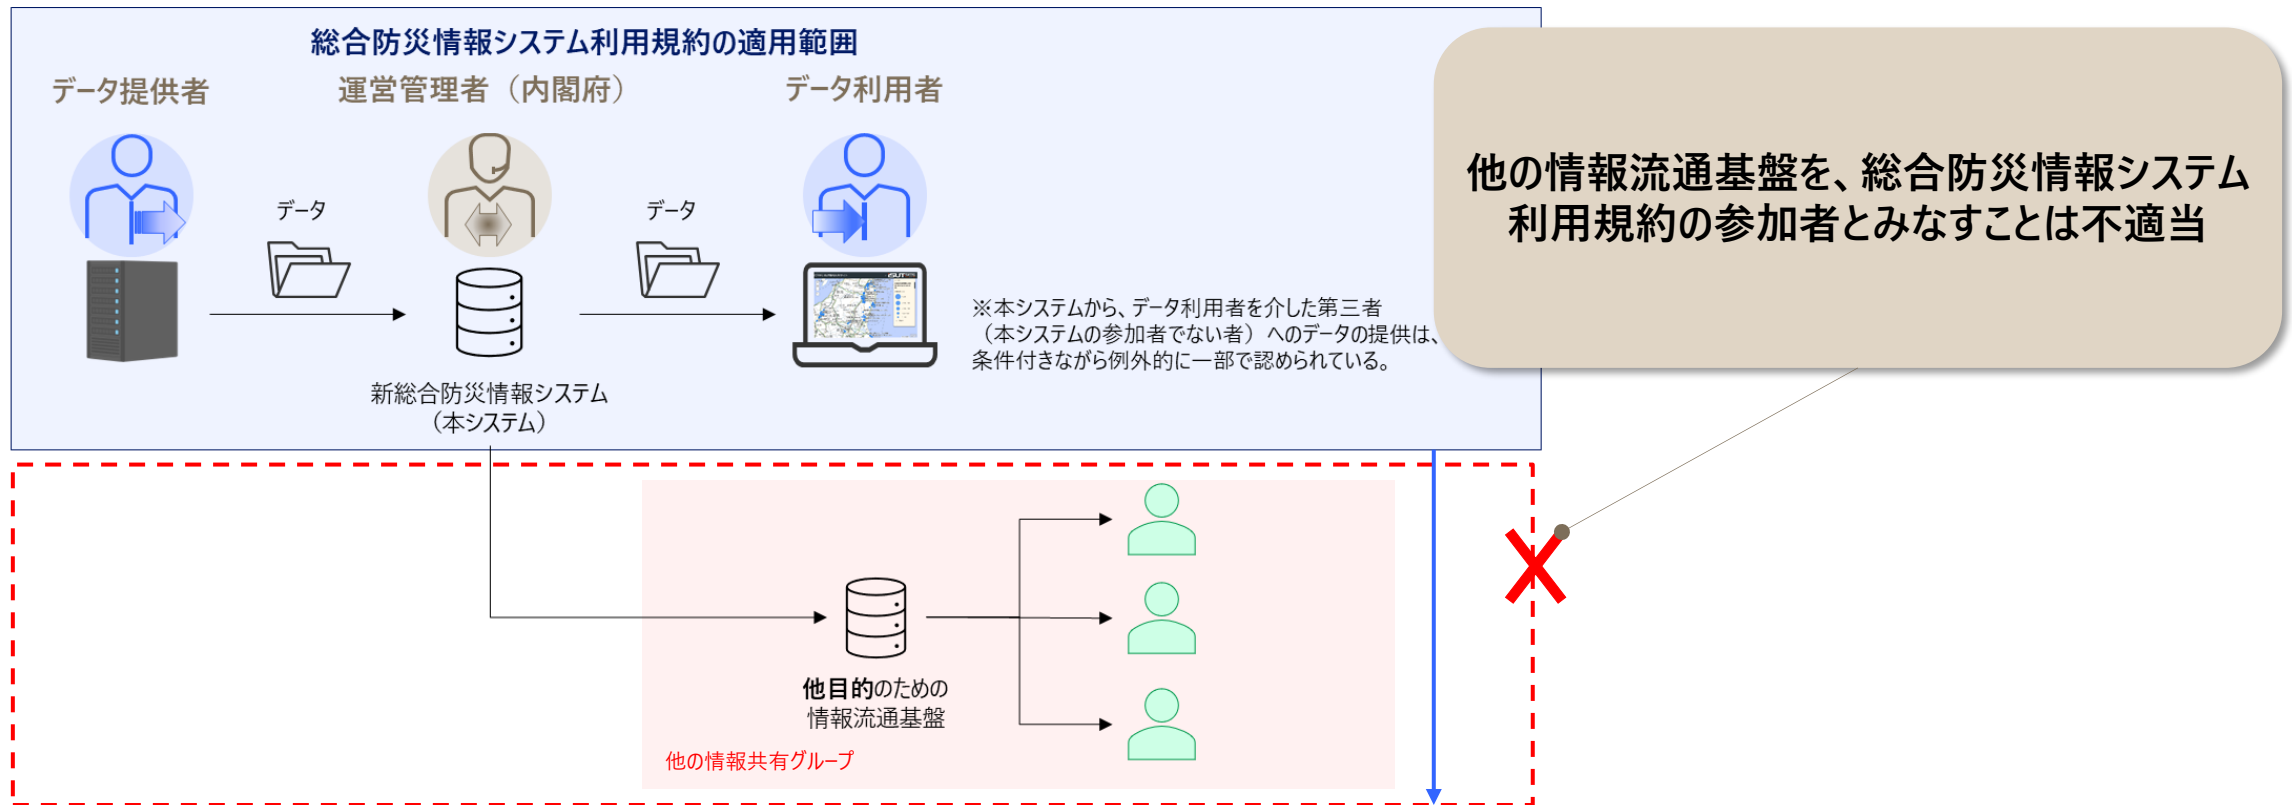 総合防災情報システム利用規約の適用範囲
データ提供者
運営管理者（内閣府）
データ利用者
データ
データ
新総合防災情報システム
（本システム）
※本システムから、データ利用者を介した第三者
（本システムの参加者でない者）へのデータの提供は、
条件付きながら例外的に一部で認められている。
他の情報流通基盤を、総合防災情報システム
利用規約の参加者とみなすことは不適当
他目的のための
情報流通基盤
他の情報共有グループ